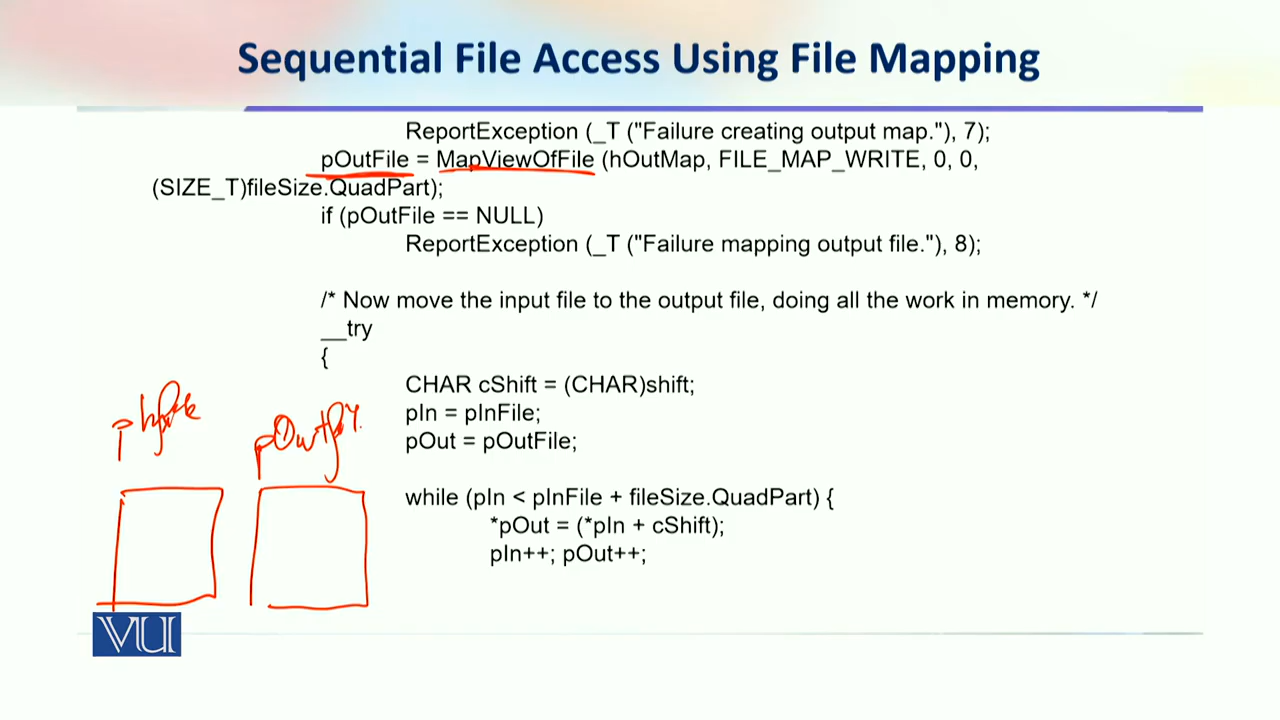 Sequential File Access Using File Mapping
ReportException (_T ("Failure creating output map."), 7);
pOutFile = MapViewOfFile (hOutMap, FILE_MAP_WRITE, 0, 0,
(SIZE_T)fileSize.QuadPart);
if (pOutFile == NULL)
ReportException (_T ("Failure mapping output file."), 8);
/* Now move the input file to the output file, doing all the work in memory. */
__try
{
CHAR cShift = (CHAR)shift;
pIn = pInFile;
pOut = pOutFile;
while (pIn < pInFile + fileSize.QuadPart) {
*pOut = (*pIn + cShift);
pIn++; pOut++;
VU